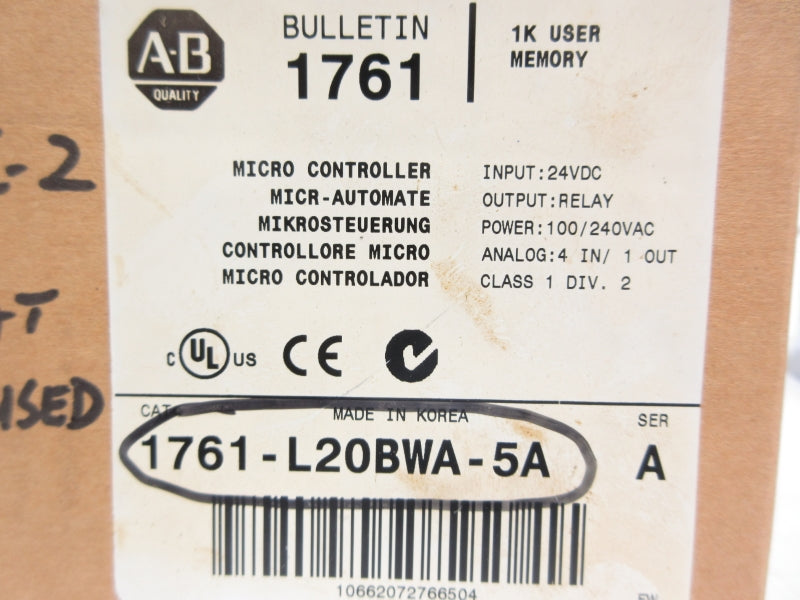 A-B
QUALITY
BULLETIN
1761
1K USER
MEMORY
MICRO CONTROLLER
MICR-AUTOMATE
MIKROSTEUERUNG
CONTROLLORE MICRO
MICRO CONTROLADOR
INPUT:24VDC
OUTPUT:RELAY
POWER:100/240VAC
ANALOG:4 IN/ 1 OUT
CLASS 1 DIV. 2
-2
T
USED
C UL US CE
CAT
MADE IN KOREA
SER
1761-L20BWA-5A
A
10662072766504